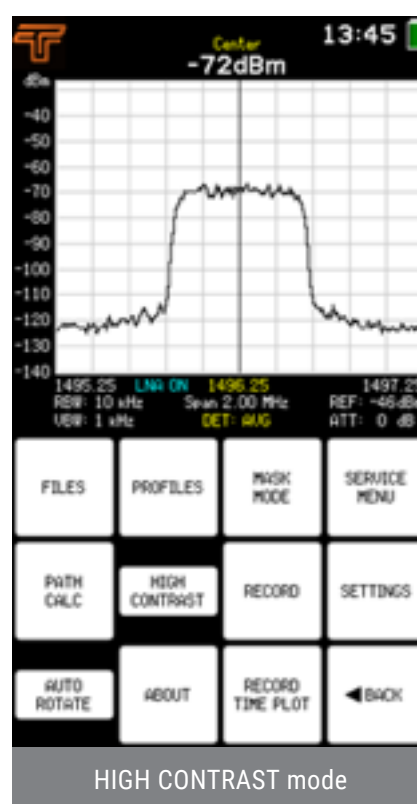 13:45
Center
-72dBm
dBm
-40
-50
-60
-70
-80
-90
-100
-110
-120
-130
-140
1495.25 LNA ON 1496.25 1497.2
RBW: 10 kHz Span 2.00 MHz REF: -46dB
VBW: 1 kHz DET: AVG ATT: 0 dB
FILES PROFILES MASK MODE SERVICE MENU
PATH CALC HIGH CONTRAST RECORD SETTINGS
AUTO ROTATE ABOUT RECORD TIME PLOT ◀BACK
HIGH CONTRAST mode